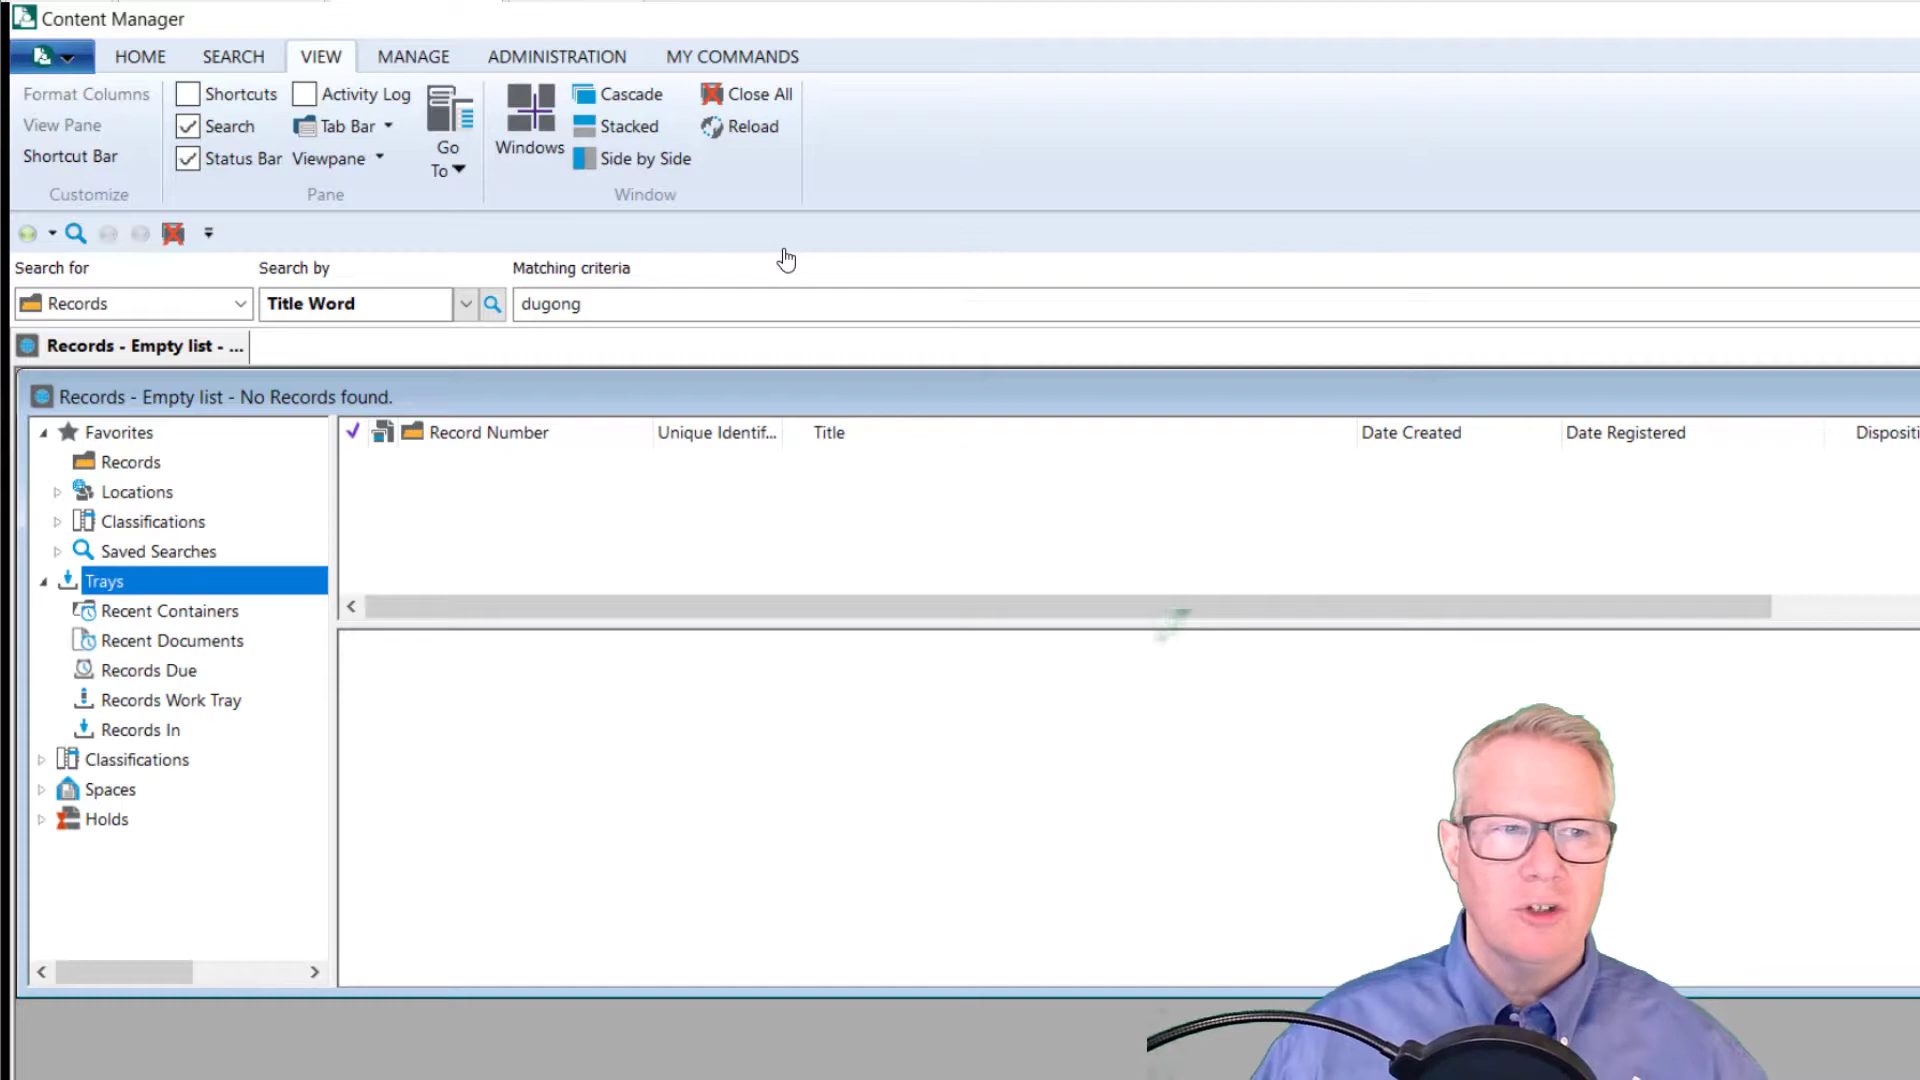 Content Manager
HOME SEARCH VIEW MANAGE ADMINISTRATION MY COMMANDS
Format Columns
View Pane
Shortcut Bar
Customize
Shortcuts Activity Log
Search Tab Bar
Status Bar Viewpane
Pane
Go To
Windows
Cascade
Stacked
Side by Side
Close All
Reload
Window
Search for Search by Matching criteria
Records Title Word dugong
Records - Empty list - ...
Records - Empty list - No Records found.
Favorites
Records
Locations
Classifications
Saved Searches
Trays
Recent Containers
Recent Documents
Records Due
Records Work Tray
Records In
Classifications
Spaces
Holds
Record Number Unique Identif... Title Date Created Date Registered Dispositi